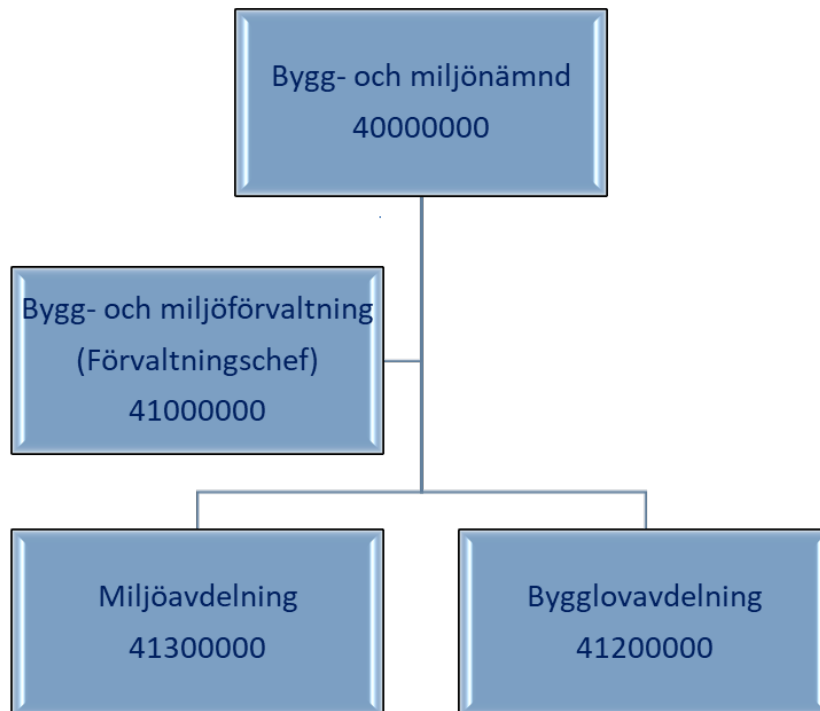 Bygg- och miljönämnd
40000000
Bygg- och miljöförvaltning
(Förvaltningschef)
41000000
Miljöavdelning
41300000
Bygglovavdelning
41200000